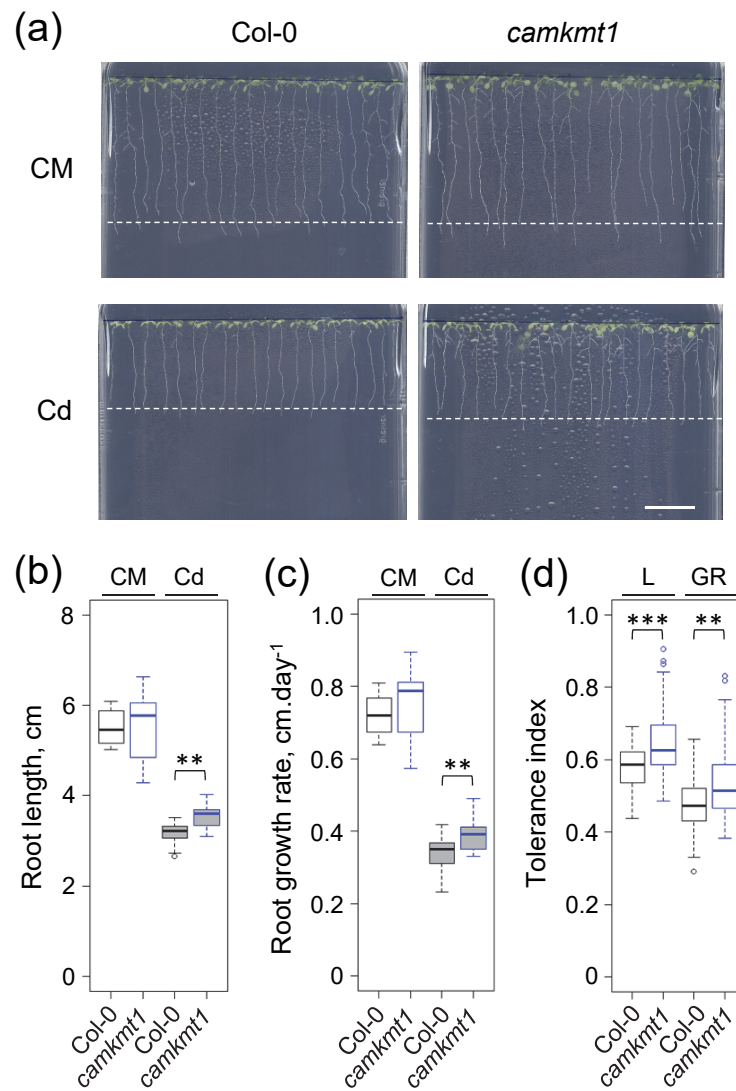 (a)
Col-0 camkmt1
CM
Cd
(b) (c) (d)
CM Cd
CM Cd
L GR
Root length, cm
8
6
4
2
0
**
Col-0
camkmt1
Col-0
camkmt1
Root growth rate, cm.day-1
1.0
0.8
0.6
0.4
0.2
0
**
Col-0
camkmt1
Col-0
camkmt1
Tolerance index
1.0
0.8
0.6
0.4
0.2
0
*** **
Col-0
camkmt1
Col-0
camkmt1